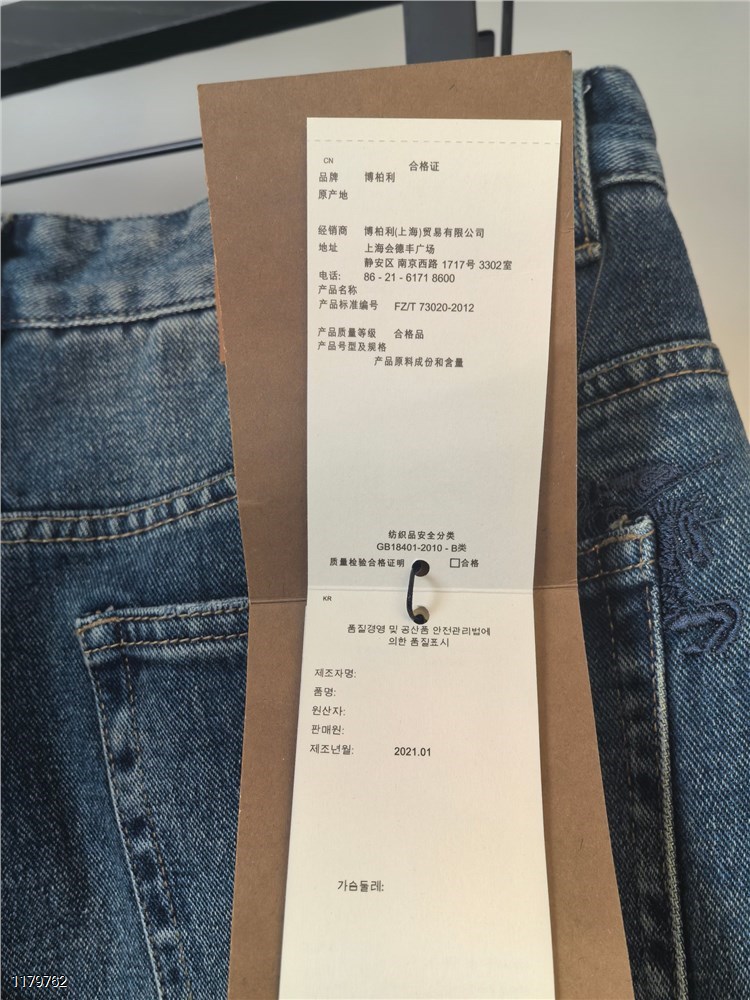 CN
合格证
品牌 博柏利
原产地
经销商 博柏利(上海)贸易有限公司
地址 上海会德丰广场
静安区 南京西路 1717号 3302室
电话: 86 - 21 - 6171 8600
产品名称
产品标准编号 FZ/T 73020-2012
产品质量等级 合格品
产品号型及规格
产品原料成份和含量
纺织品安全分类
GB18401-2010 - B类
质量检验合格证明 □合格
KR
품질경영 및 공산품 안전관리법에
의한 품질표시
제조자명:
품명:
원산자:
판매원:
제조년월: 2021.01
가슴둘레:
1179762